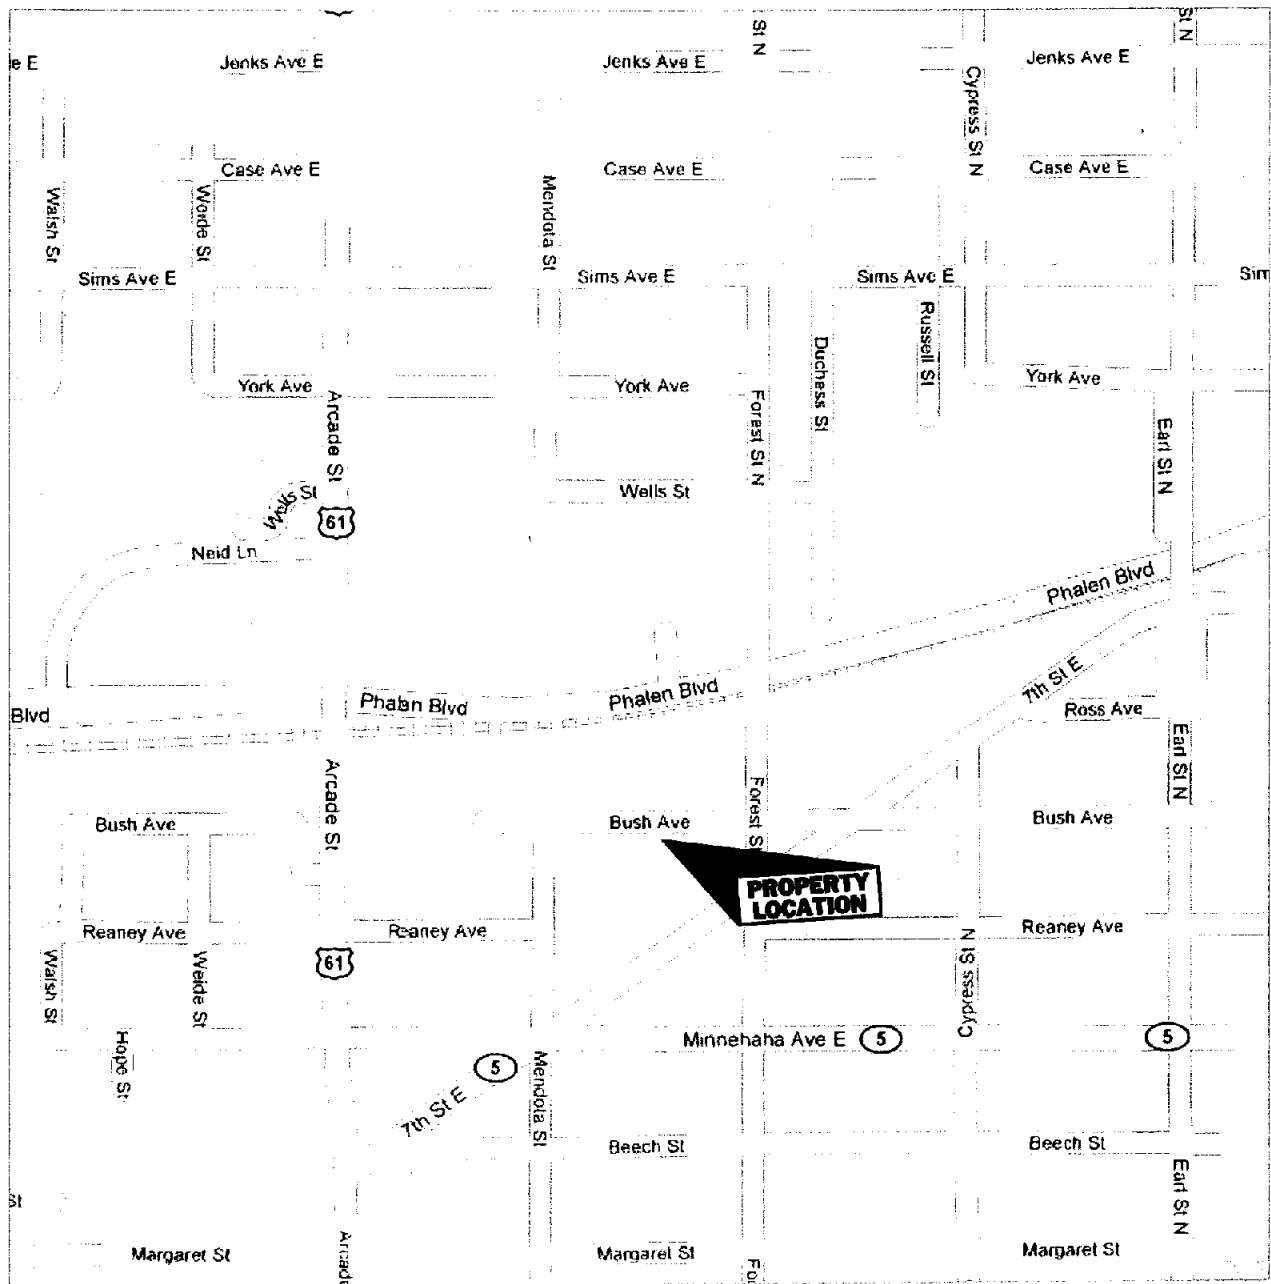 St N
St N
e E
Jenks Ave E
Jenks Ave E
Jenks Ave E
Cypress St N
Case Ave E
Case Ave E
Case Ave E
Walsh St
Weide St
Mendota St
Sims Ave E
Sims Ave E
Sims Ave E
Sim
Russell St
Duchess St
York Ave
York Ave
York Ave
Arcade St
Forest St N
Earl St N
Wells St
Wells St
61
Neid Ln
Phalen Blvd
7th St E
Phalen Blvd
Phalen Blvd
Blvd
Ross Ave
Earl St N
Arcade St
Forest St
Bush Ave
Bush Ave
Bush Ave
PROPERTY
LOCATION
Reaney Ave
Reaney Ave
Reaney Ave
61
Walsh St
Weide St
Cypress St N
Hope St
Minnehaha Ave E
5
5
5
Mendota St
7th St E
Beech St
Beech St
Earl St N
St
Margaret St
Arcade
Margaret St
For
Margaret St